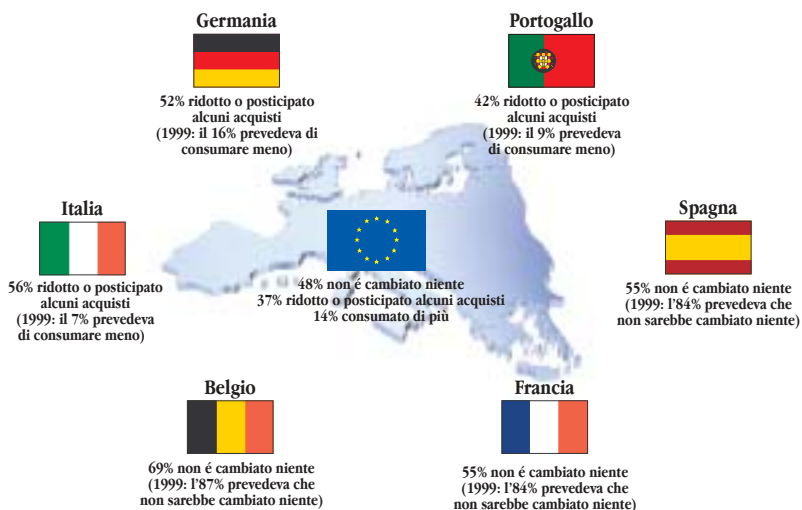 Germania
52% ridotto o posticipato
alcuni acquisti
(1999: il 16% prevedeva di
consumare meno)
Portogallo
42% ridotto o posticipato
alcuni acquisti
(1999: il 9% prevedeva
di consumare meno)
Italia
56% ridotto o posticipato
alcuni acquisti
(1999: il 7% prevedeva
di consumare meno)
48% non é cambiato niente
37% ridotto o posticipato alcuni acquisti
14% consumato di più
Spagna
55% non é cambiato niente
(1999: l'84% prevedeva che
non sarebbe cambiato niente)
Belgio
69% non é cambiato niente
(1999: l'87% prevedeva che
non sarebbe cambiato niente)
Francia
55% non é cambiato niente
(1999: l'84% prevedeva che
non sarebbe cambiato niente)